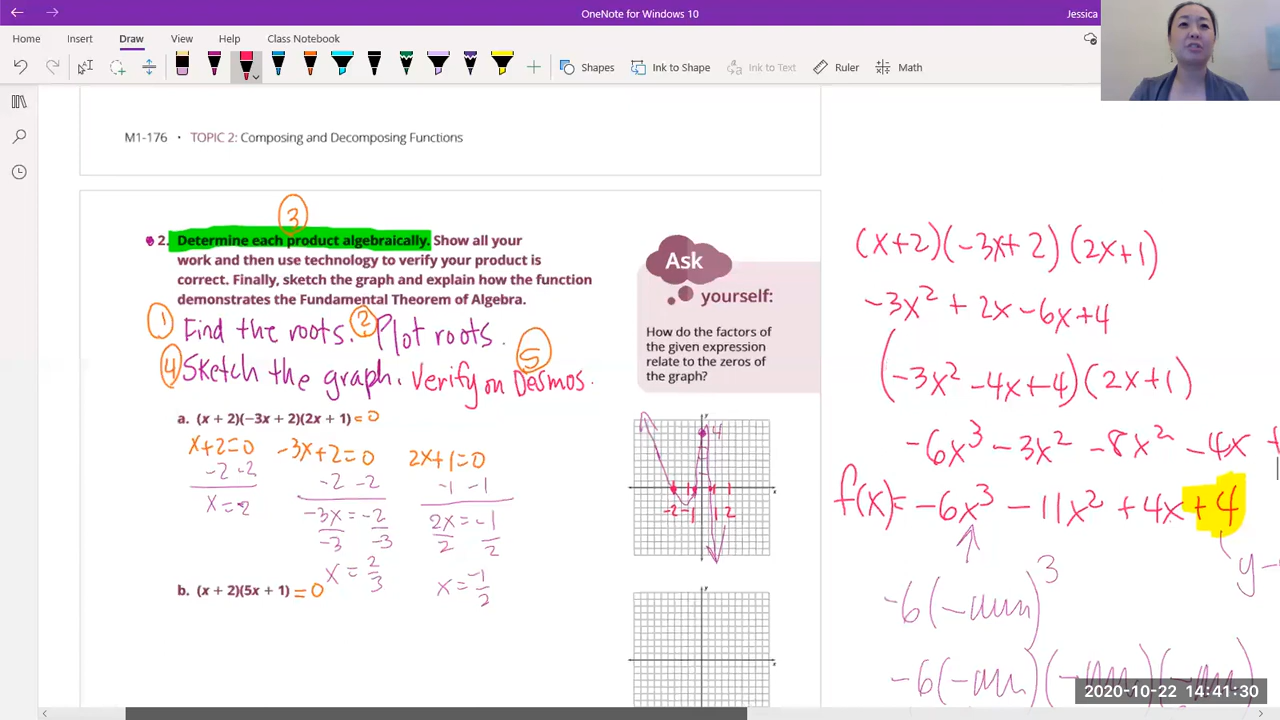 OneNote for Windows 10
Jessica
Home Insert Draw View Help Class Notebook
Shapes Ink to Shape Ink to Text Ruler Math
M1-176 • TOPIC 2: Composing and Decomposing Functions
3
2. Determine each product algebraically. Show all your
work and then use technology to verify your product is
correct. Finally, sketch the graph and explain how the function
demonstrates the Fundamental Theorem of Algebra.
1 Find the roots. 2 Plot roots.
4 Sketch the graph. Verify on Desmos. 5
Ask
yourself:
How do the factors of
the given expression
relate to the zeros of
the graph?
a. (x + 2)(−3x + 2)(2x + 1) = 0
x+2=0 -3x+2=0 2x+1=0
-2 -2 -2 -2 -1 -1
x = -2 -3x = -2 2x = -1
-3 -3 2 2
x = 2/3 x = -1/2
b. (x + 2)(5x + 1) = 0
y
4
x
-2 -1 1 2
(x+2)(-3x+2)(2x+1)
-3x² + 2x - 6x + 4
(-3x² -4x +4)(2x+1)
-6x³ - 3x² - 8x² - 4x +
f(x)= -6x³ - 11x² + 4x + 4
y-
-6(- )³
-6(- )(- )(- )
2020-10-22 14:41:30